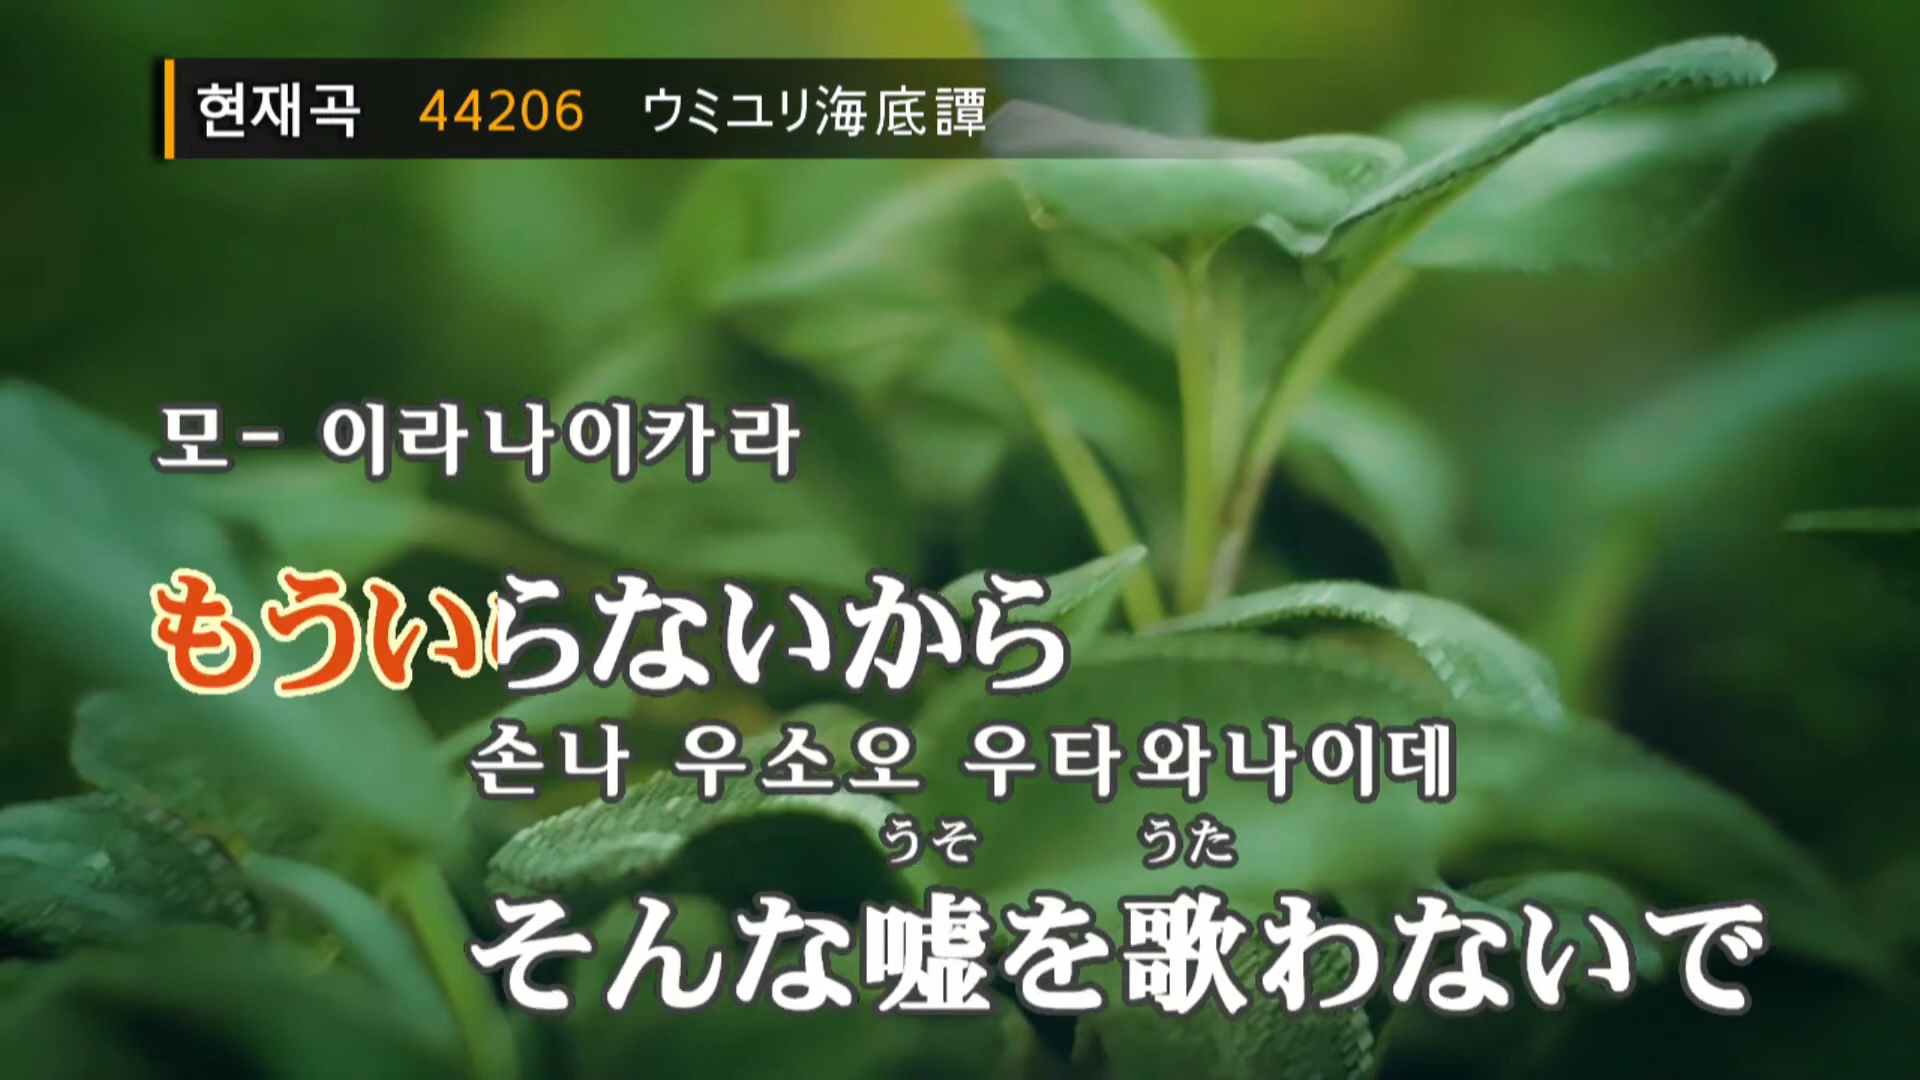 현재곡 44206 ウミユリ海底譚
모- 이라나이카라
もういらないから
손나 우소오 우타와나이데
うそ うた
そんな嘘を歌わないで